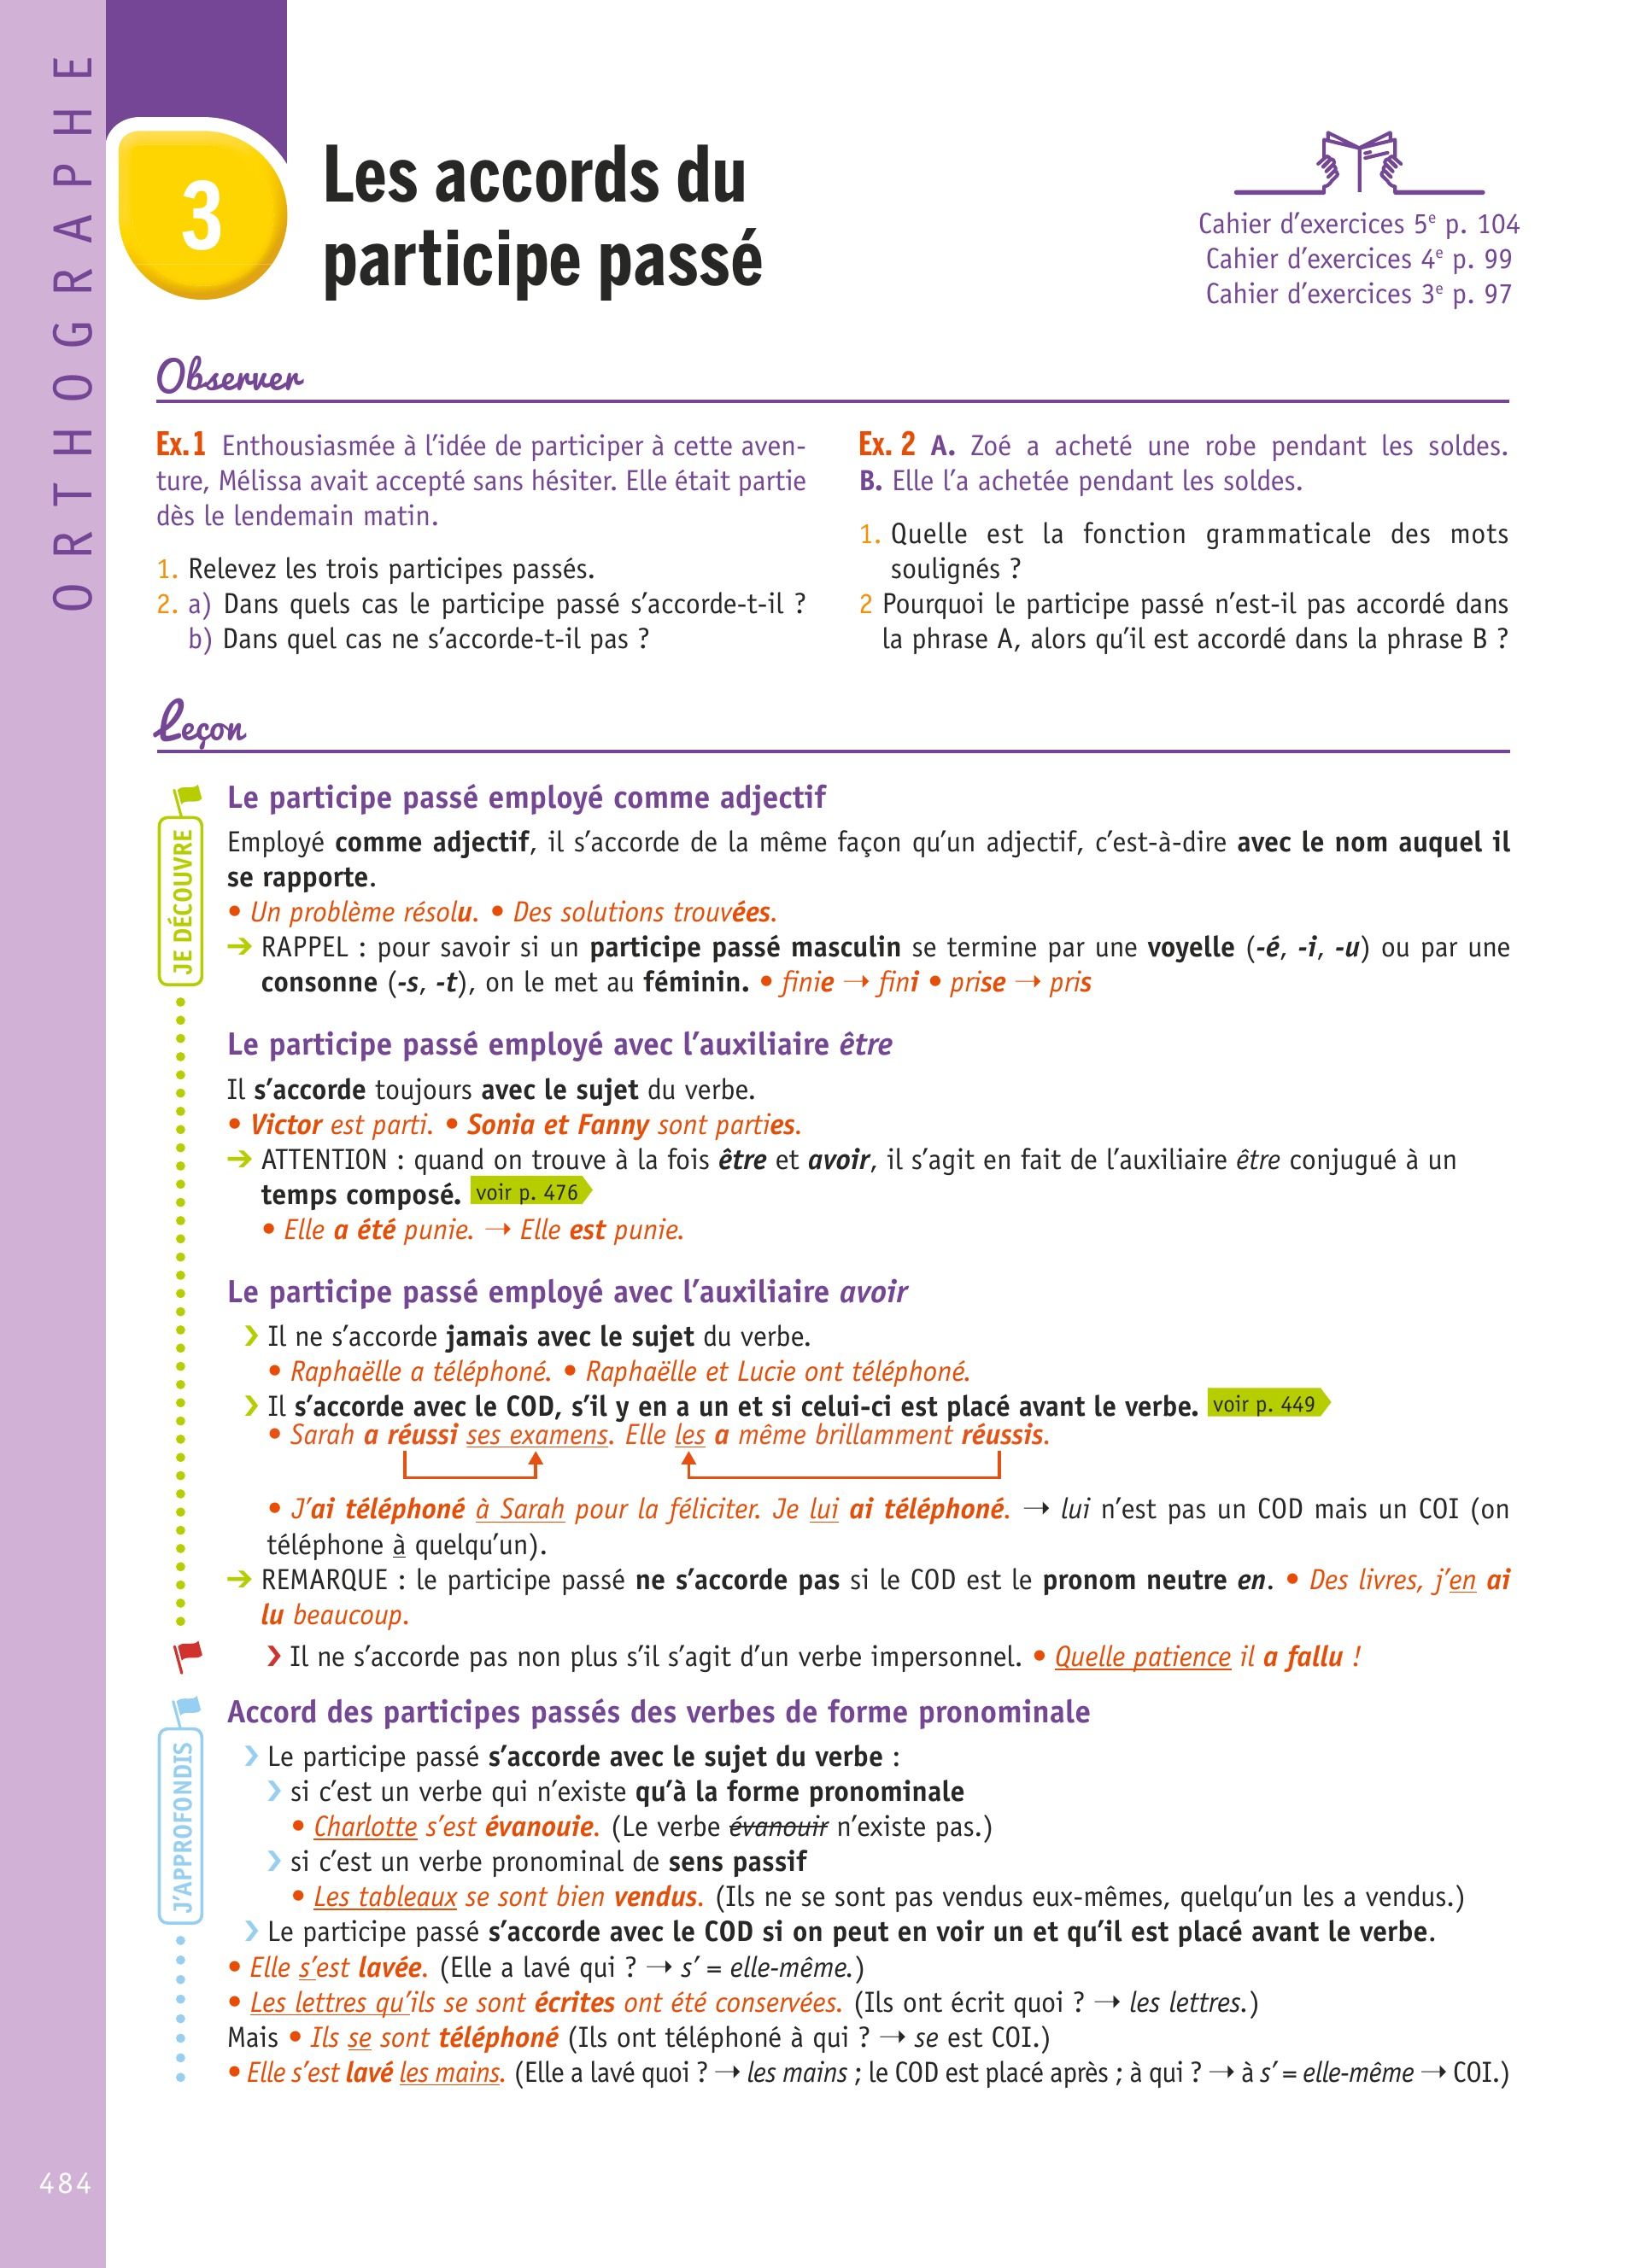 ORTHOGRAPHE
3
Les accords du
participe passé
Cahier d’exercices 5e p. 104
Cahier d’exercices 4e p. 99
Cahier d’exercices 3e p. 97
Observer
Ex.1 Enthousiasmée à l’idée de participer à cette aven-
ture, Mélissa avait accepté sans hésiter. Elle était partie
dès le lendemain matin.
1. Relevez les trois participes passés.
2. a) Dans quels cas le participe passé s’accorde-t-il ?
b) Dans quel cas ne s’accorde-t-il pas ?
Ex. 2 A. Zoé a acheté une robe pendant les soldes.
B. Elle l’a achetée pendant les soldes.
1. Quelle est la fonction grammaticale des mots
soulignés ?
2 Pourquoi le participe passé n’est-il pas accordé dans
la phrase A, alors qu’il est accordé dans la phrase B ?
Leçon
JE DÉCOUVRE
Le participe passé employé comme adjectif
Employé comme adjectif, il s’accorde de la même façon qu’un adjectif, c’est-à-dire avec le nom auquel il
se rapporte.
• Un problème résolu. • Des solutions trouvées.
➔ RAPPEL : pour savoir si un participe passé masculin se termine par une voyelle (-é, -i, -u) ou par une
consonne (-s, -t), on le met au féminin. • finie → fini • prise → pris
Le participe passé employé avec l’auxiliaire être
Il s’accorde toujours avec le sujet du verbe.
• Victor est parti. • Sonia et Fanny sont parties.
➔ ATTENTION : quand on trouve à la fois être et avoir, il s’agit en fait de l’auxiliaire être conjugué à un
temps composé. voir p. 476
• Elle a été punie. → Elle est punie.
Le participe passé employé avec l’auxiliaire avoir
› Il ne s’accorde jamais avec le sujet du verbe.
• Raphaëlle a téléphoné. • Raphaëlle et Lucie ont téléphoné.
› Il s’accorde avec le COD, s’il y en a un et si celui-ci est placé avant le verbe. voir p. 449
• Sarah a réussi ses examens. Elle les a même brillamment réussis.
• J’ai téléphoné à Sarah pour la féliciter. Je lui ai téléphoné. → lui n’est pas un COD mais un COI (on
téléphone à quelqu’un).
➔ REMARQUE : le participe passé ne s’accorde pas si le COD est le pronom neutre en. • Des livres, j’en ai
lu beaucoup.
› Il ne s’accorde pas non plus s’il s’agit d’un verbe impersonnel. • Quelle patience il a fallu !
J’APPROFONDIS
Accord des participes passés des verbes de forme pronominale
› Le participe passé s’accorde avec le sujet du verbe :
› si c’est un verbe qui n’existe qu’à la forme pronominale
• Charlotte s’est évanouie. (Le verbe évanouir n’existe pas.)
› si c’est un verbe pronominal de sens passif
• Les tableaux se sont bien vendus. (Ils ne se sont pas vendus eux-mêmes, quelqu’un les a vendus.)
› Le participe passé s’accorde avec le COD si on peut en voir un et qu’il est placé avant le verbe.
• Elle s’est lavée. (Elle a lavé qui ? → s’ = elle-même.)
• Les lettres qu’ils se sont écrites ont été conservées. (Ils ont écrit quoi ? → les lettres.)
Mais • Ils se sont téléphoné (Ils ont téléphoné à qui ? → se est COI.)
• Elle s’est lavé les mains. (Elle a lavé quoi ? → les mains ; le COD est placé après ; à qui ? → à s’ = elle-même → COI.)
484